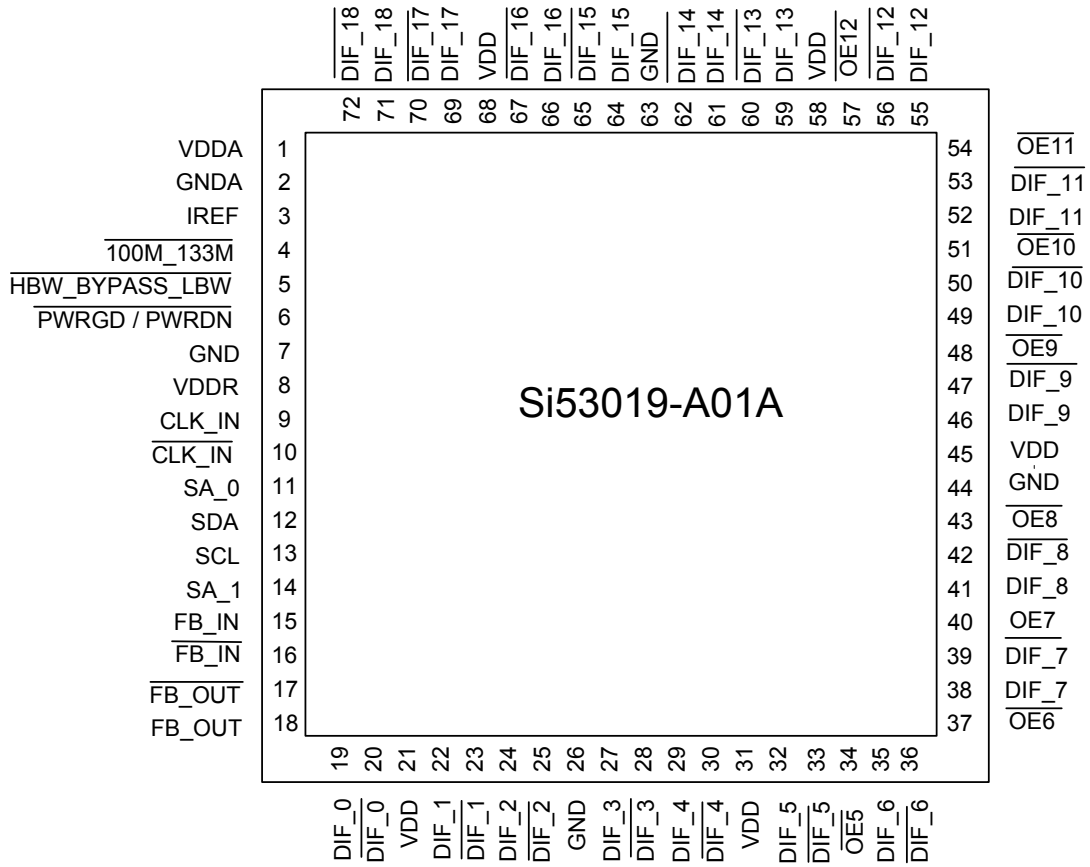 DIF_18
DIF_18
DIF_17
DIF_17
VDD
DIF_16
DIF_16
DIF_15
DIF_15
GND
DIF_14
DIF_14
DIF_13
DIF_13
VDD
OE12
DIF_12
DIF_12
72
71
70
69
68
67
66
65
64
63
62
61
60
59
58
57
56
55
VDDA 1
GNDA 2
IREF 3
100M_133M 4
HBW_BYPASS_LBW 5
PWRGD / PWRDN 6
GND 7
VDDR 8
CLK_IN 9
CLK_IN 10
SA_0 11
SDA 12
SCL 13
SA_1 14
FB_IN 15
FB_IN 16
FB_OUT 17
FB_OUT 18
Si53019-A01A
54 OE11
53 DIF_11
52 DIF_11
51 OE10
50 DIF_10
49 DIF_10
48 OE9
47 DIF_9
46 DIF_9
45 VDD
44 GND
43 OE8
42 DIF_8
41 DIF_8
40 OE7
39 DIF_7
38 DIF_7
37 OE6
19
20
21
22
23
24
25
26
27
28
29
30
31
32
33
34
35
36
DIF_0
DIF_0
VDD
DIF_1
DIF_1
DIF_2
DIF_2
GND
DIF_3
DIF_3
DIF_4
DIF_4
VDD
DIF_5
DIF_5
OE5
DIF_6
DIF_6